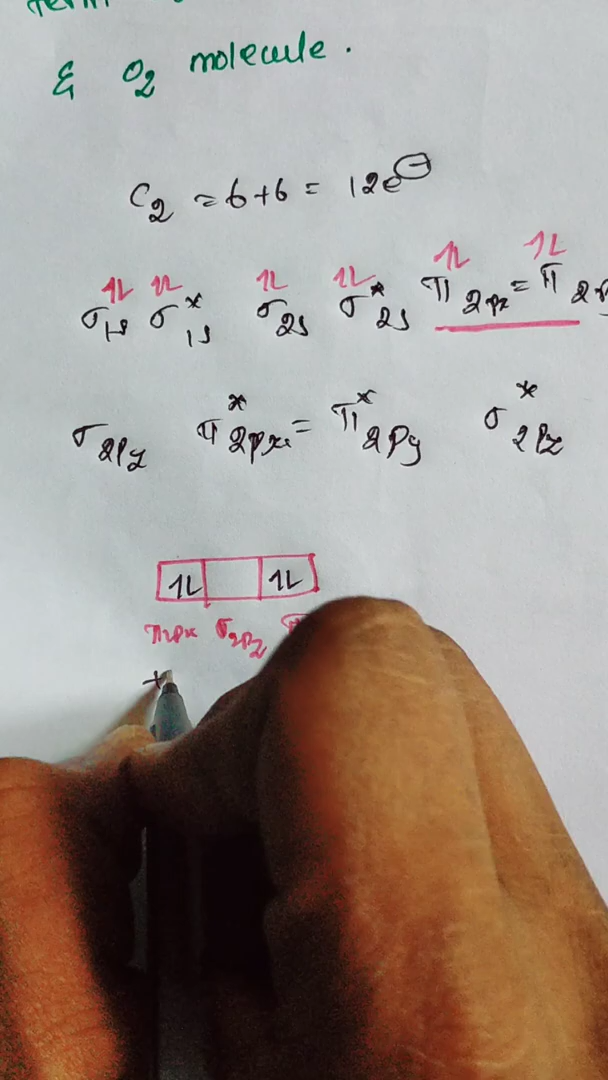 & O₂ molecule.
C₂ = 6+6 = 12e⊖
1L 1L 1L 1L 1L 1L
σ1s σ*1s σ2s σ*2s π2px = π2p
σ2pz π*2px = π*2py σ*2pz
1L 1L
π2px σ2pz
+